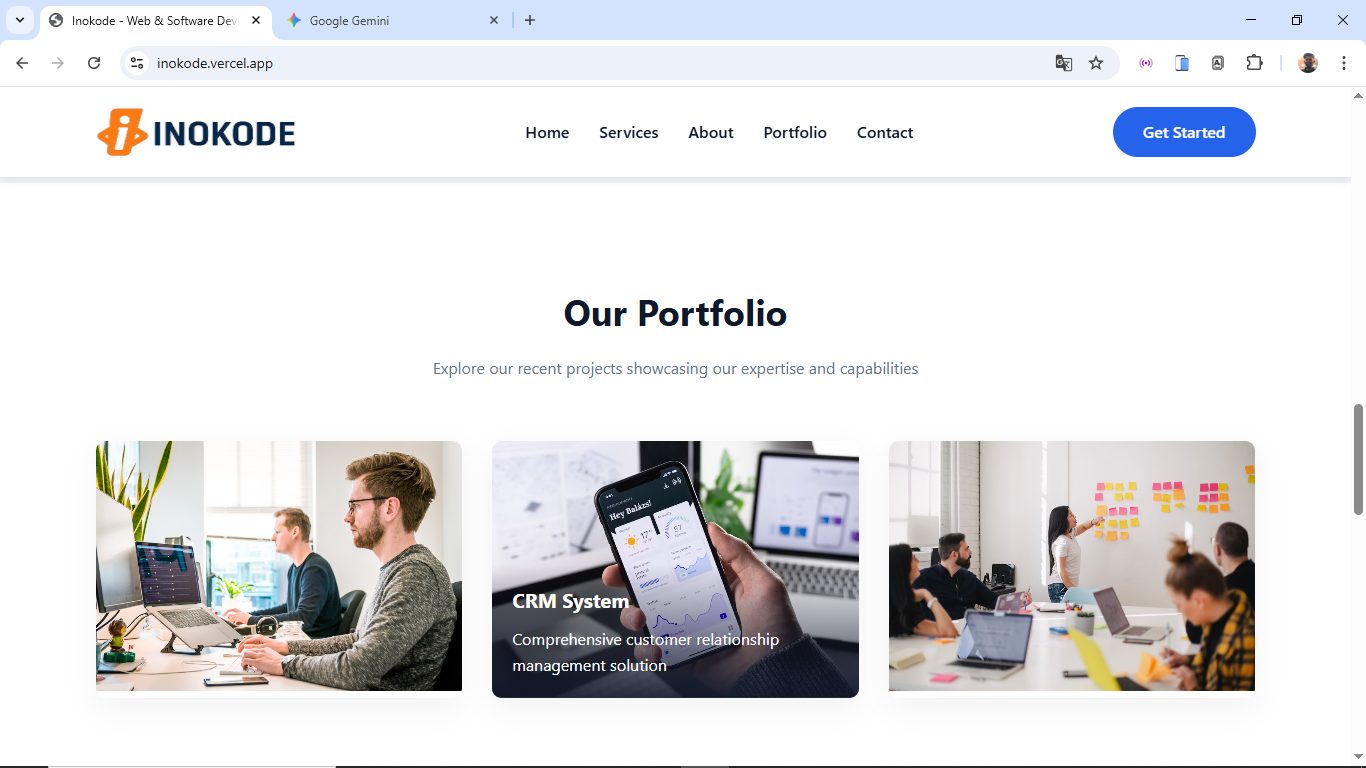 Inokode - Web & Software Dev
Google Gemini
inokode.vercel.app
INOKODE
Home
Services
About
Portfolio
Contact
Get Started
Our Portfolio
Explore our recent projects showcasing our expertise and capabilities
Hey Balázs!
CRM System
Comprehensive customer relationship
management solution